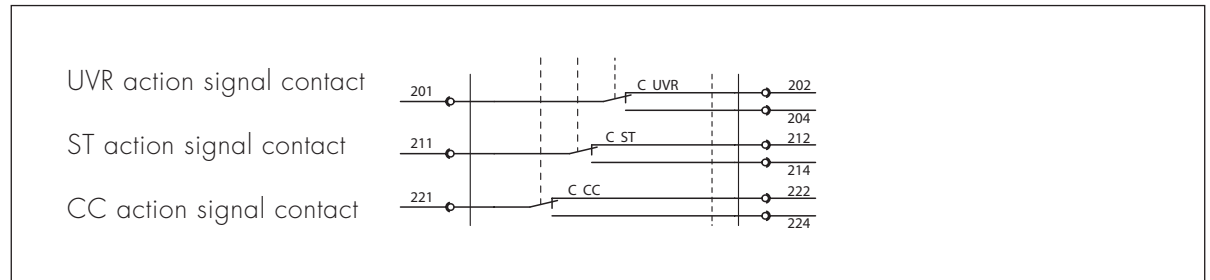 UVR action signal contact
201
C UVR
202
204
ST action signal contact
211
C ST
212
214
CC action signal contact
221
C CC
222
224